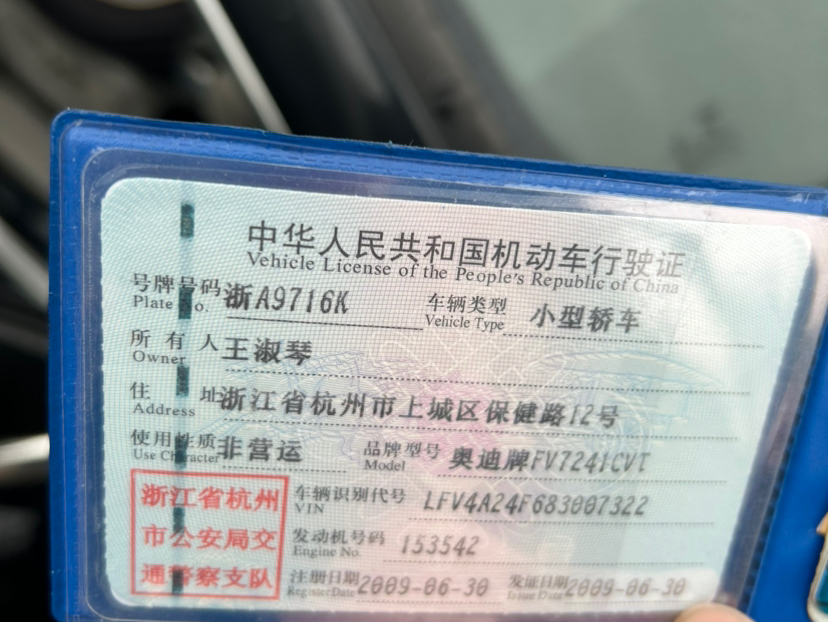 中华人民共和国机动车行驶证
Vehicle License of the People's Republic of China
号牌号码 浙A9716K 车辆类型 小型轿车
Plate No. Vehicle Type
所有人 王淑琴
Owner
住址 浙江省杭州市上城区保健路12号
Address
使用性质 非营运 品牌型号 奥迪牌FV7241CVT
Use Character Model
浙江省杭州
市公安局交
通警察支队
车辆识别代号 LFV4A24F683007322
VIN
发动机号码 153542
Engine No.
注册日期 2009-06-30 发证日期 2009-06-30
Register Date Issue Date